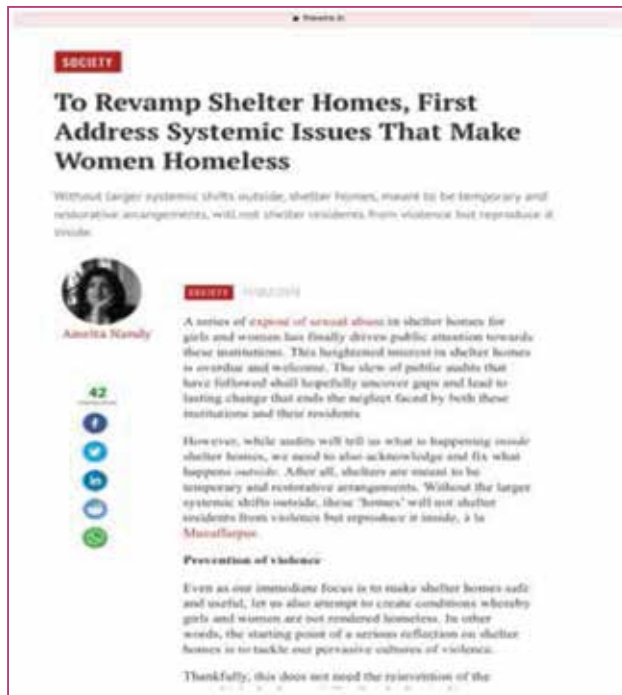 thewire.in
SOCIETY
To Revamp Shelter Homes, First
Address Systemic Issues That Make
Women Homeless
Without larger systemic shifts outside, shelter homes, meant to be temporary and
restorative arrangements, will not shelter residents from violence but reproduce it
inside.
Amrita Nandy
42
SOCIETY
A series of expose of sexual abuse in shelter homes for
girls and women has finally driven public attention towards
these institutions. This heightened interest in shelter homes
is overdue and welcome. The slew of public audits that
have followed shall hopefully uncover gaps and lead to
lasting change that ends the neglect faced by both these
institutions and their residents
However, while audits will tell us what is happening inside
shelter homes, we need to also acknowledge and fix what
happens outside. After all, shelters are meant to be
temporary and restorative arrangements. Without the larger
systemic shifts outside, these 'homes' will not shelter
residents from violence but reproduce it inside, à la
Muzaffarpur.
Prevention of violence
Even as our immediate focus is to make shelter homes safe
and useful, let us also attempt to create conditions whereby
girls and women are not rendered homeless. In other
words, the starting point of a serious reflection on shelter
homes is to tackle our pervasive cultures of violence.
Thankfully, this does not need the reinvention of the